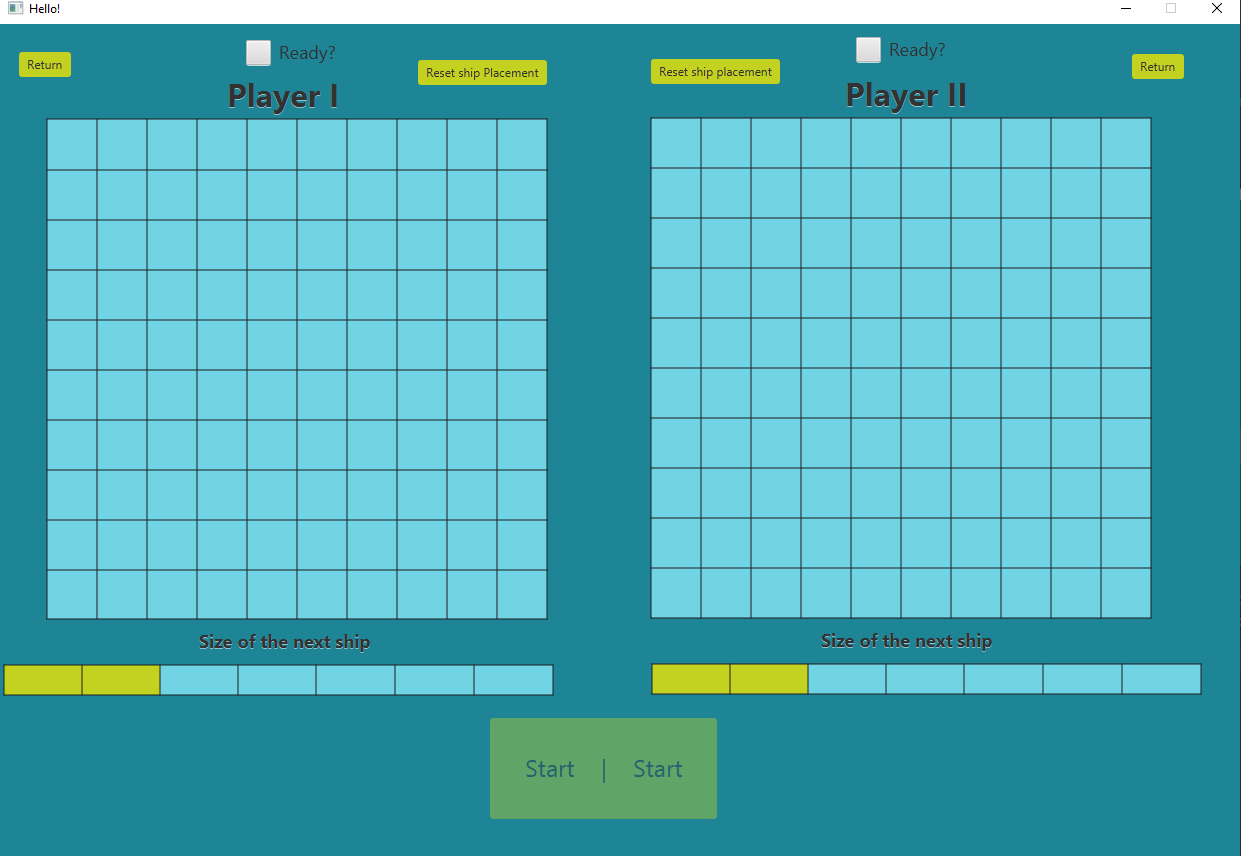 Hello!
Return
Ready?
Reset ship Placement
Player I
Size of the next ship
Reset ship placement
Ready?
Return
Player II
Size of the next ship
Start | Start